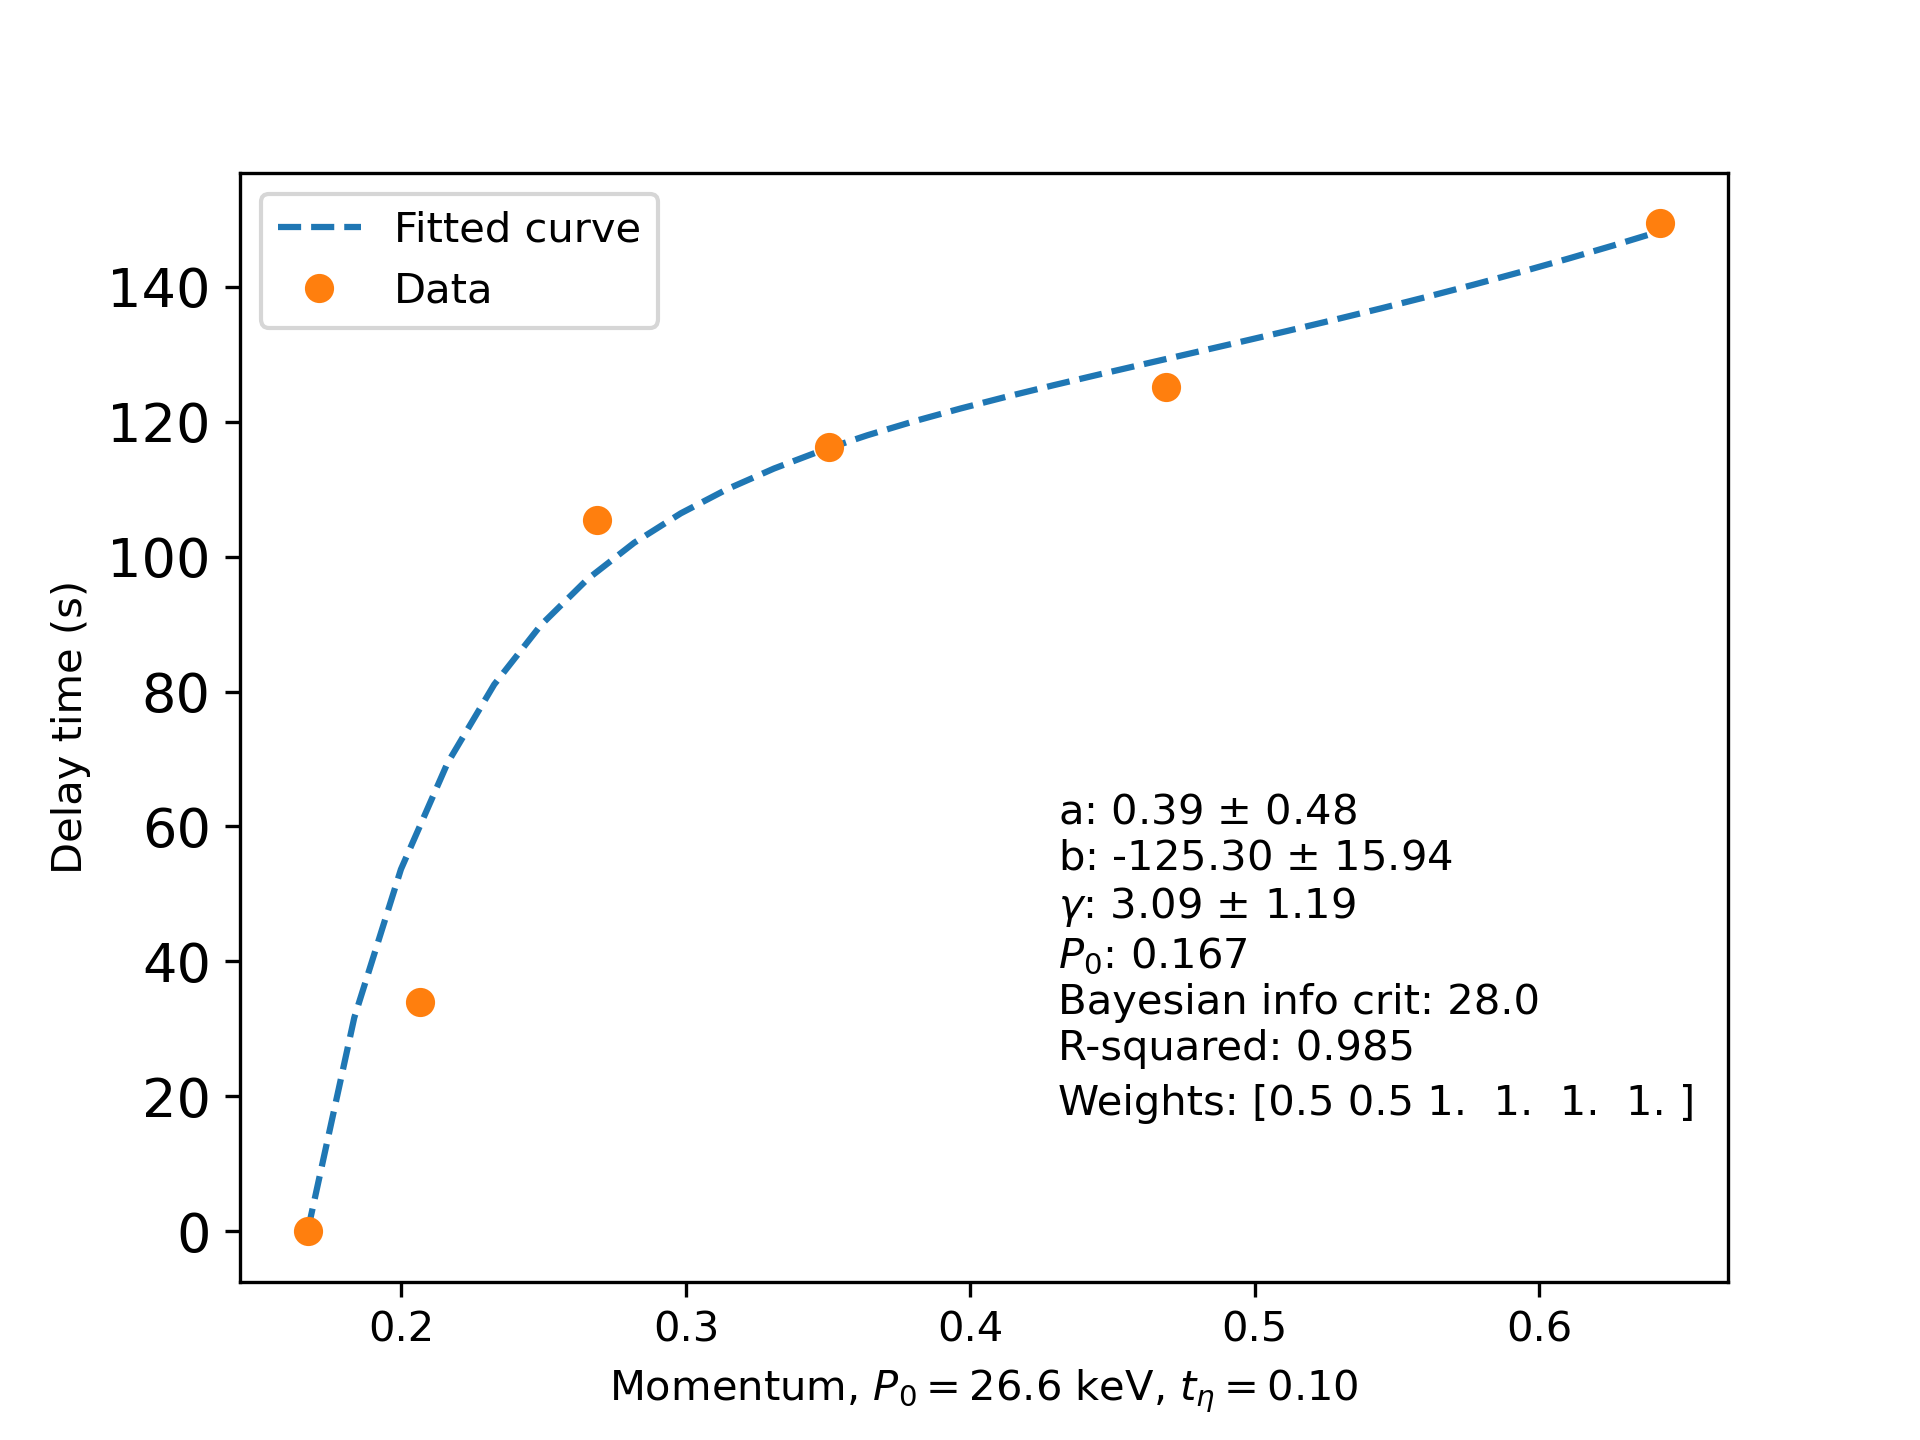 Fitted curve
Data
140
120
100
80
60
40
20
0
Delay time (s)
a: 0.39 ± 0.48
b: -125.30 ± 15.94
γ: 3.09 ± 1.19
P₀: 0.167
Bayesian info crit: 28.0
R-squared: 0.985
Weights: [0.5 0.5 1.  1.  1.  1. ]
0.2 0.3 0.4 0.5 0.6
Momentum, P₀ = 26.6 keV, t_η = 0.10